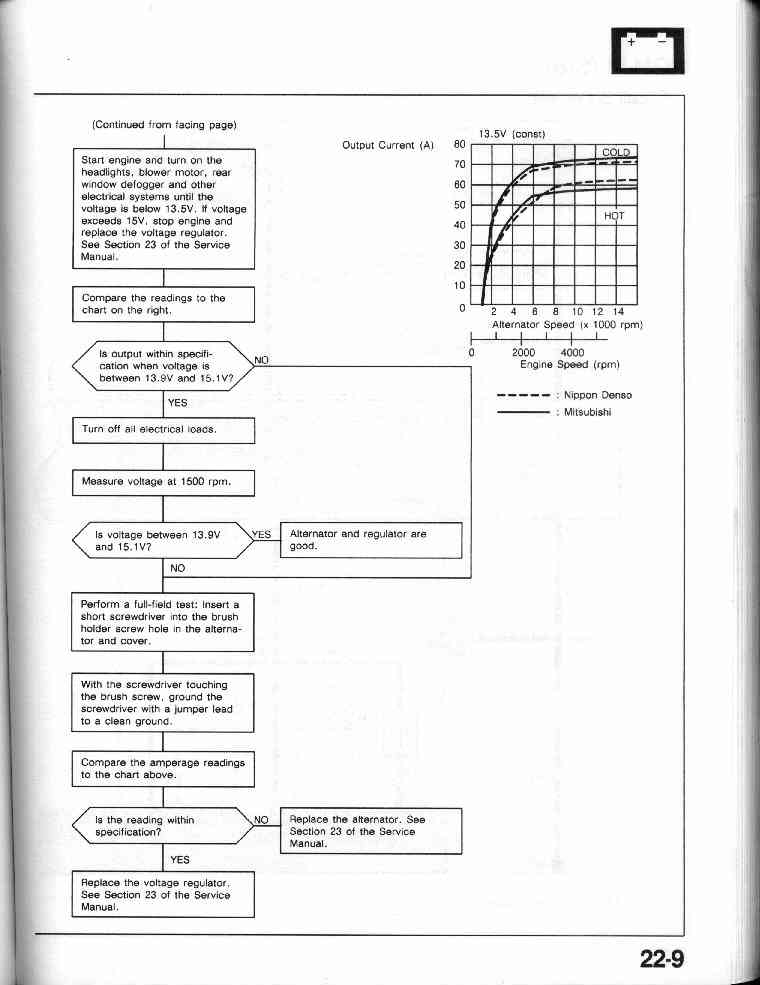 + −
(Continued from facing page)
Start engine and turn on the
headlights, blower motor, rear
window defogger and other
electrical systems until the
voltage is below 13.5V. If voltage
exceeds 15V, stop engine and
replace the voltage regulator.
See Section 23 of the Service
Manual.
Compare the readings to the
chart on the right.
Is output within specifi-
cation when voltage is
between 13.9V and 15.1V?
NO
YES
Turn off all electrical loads.
Measure voltage at 1500 rpm.
Is voltage between 13.9V
and 15.1V?
YES
Alternator and regulator are
good.
NO
Perform a full-field test: Insert a
short screwdriver into the brush
holder screw hole in the alterna-
tor and cover.
With the screwdriver touching
the brush screw, ground the
screwdriver with a jumper lead
to a clean ground.
Compare the amperage readings
to the chart above.
Is the reading within
specification?
NO
Replace the alternator. See
Section 23 of the Service
Manual.
YES
Replace the voltage regulator.
See Section 23 of the Service
Manual.
13.5V (const)
Output Current (A)
80
70
60
50
40
30
20
10
0
COLD
HOT
2 4 6 8 10 12 14
Alternator Speed (x 1000 rpm)
0 2000 4000
Engine Speed (rpm)
: Nippon Denso
: Mitsubishi
22-9